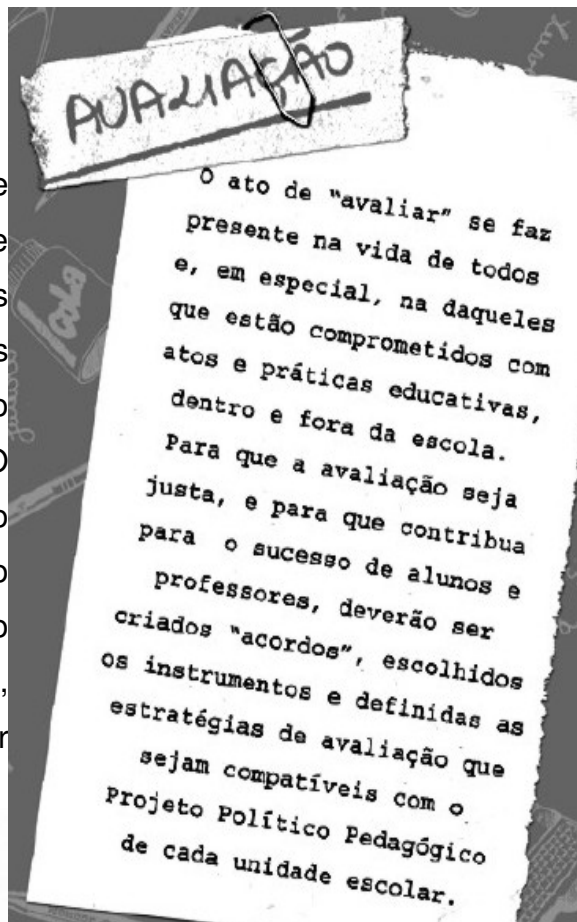 AVALIAÇÃO
O ato de "avaliar" se faz
presente na vida de todos
e, em especial, na daqueles
que estão comprometidos com
atos e práticas educativas,
dentro e fora da escola.
Para que a avaliação seja
justa, e para que contribua
para o sucesso de alunos e
professores, deverão ser
criados "acordos", escolhidos
os instrumentos e definidas as
estratégias de avaliação que
sejam compatíveis com o
Projeto Político Pedagógico
de cada unidade escolar.
cola